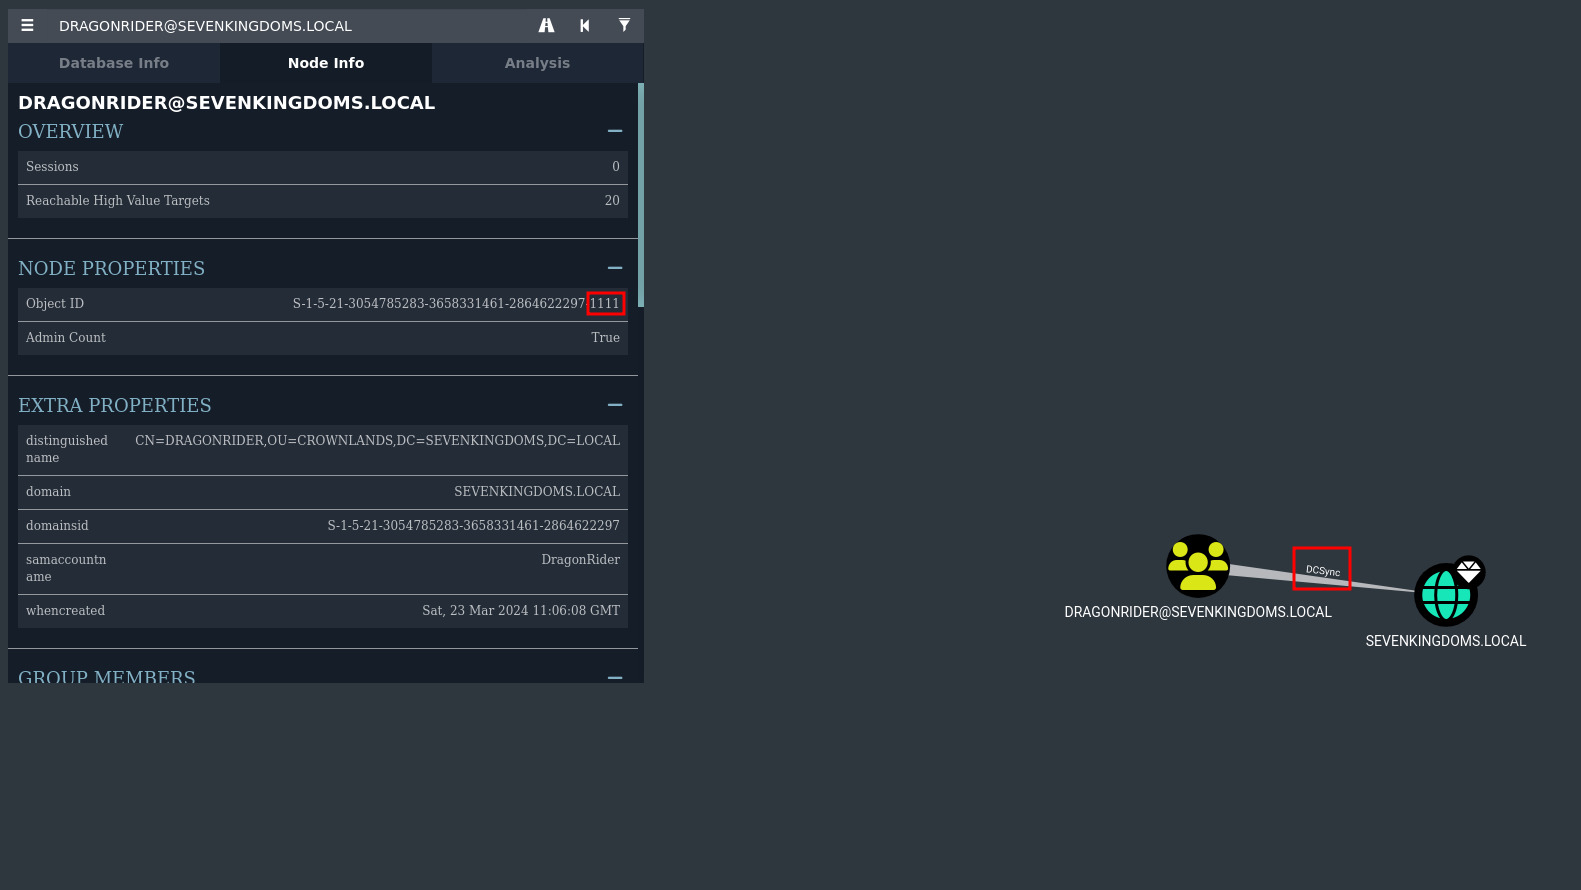 DRAGONRIDER@SEVENKINGDOMS.LOCAL
Database Info
Node Info
Analysis
DRAGONRIDER@SEVENKINGDOMS.LOCAL
OVERVIEW
Sessions 0
Reachable High Value Targets 20
NODE PROPERTIES
Object ID S-1-5-21-3054785283-3658331461-2864622297-1111
Admin Count True
EXTRA PROPERTIES
distinguished CN=DRAGONRIDER,OU=CROWNLANDS,DC=SEVENKINGDOMS,DC=LOCAL
name
domain SEVENKINGDOMS.LOCAL
domainsid S-1-5-21-3054785283-3658331461-2864622297
samaccountn DragonRider
ame
whencreated Sat, 23 Mar 2024 11:06:08 GMT
GROUP MEMBERS
DCSync
DRAGONRIDER@SEVENKINGDOMS.LOCAL
SEVENKINGDOMS.LOCAL